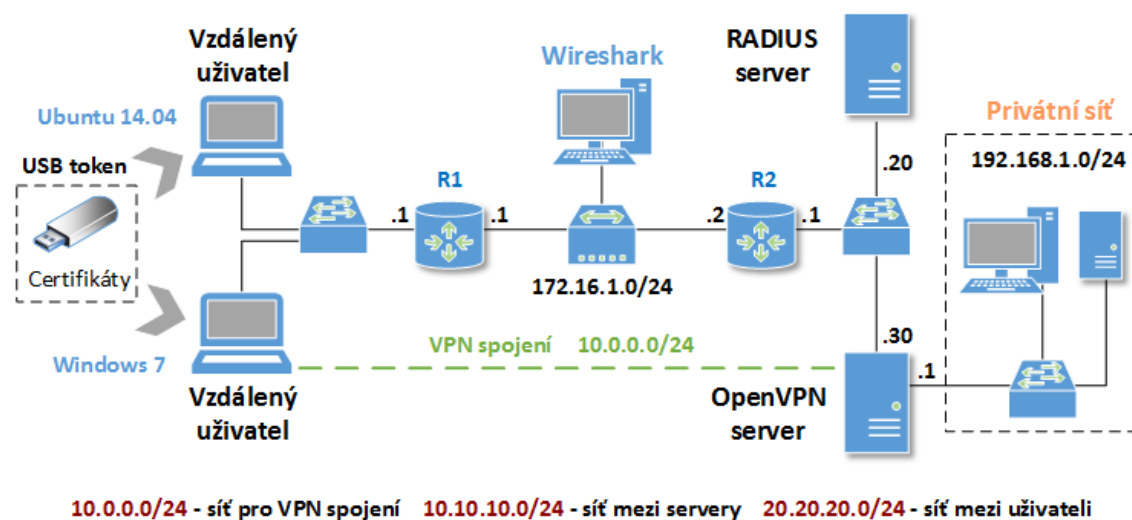 Vzdálený
uživatel
Ubuntu 14.04
USB token
Certifikáty
Windows 7
Vzdálený
uživatel
.1
R1
.1
Wireshark
172.16.1.0/24
.2
R2
.1
RADIUS
server
.20
.30
VPN spojení 10.0.0.0/24
OpenVPN
server
.1
Privátní síť
192.168.1.0/24
10.0.0.0/24 - síť pro VPN spojení 10.10.10.0/24 - síť mezi servery 20.20.20.0/24 - síť mezi uživateli